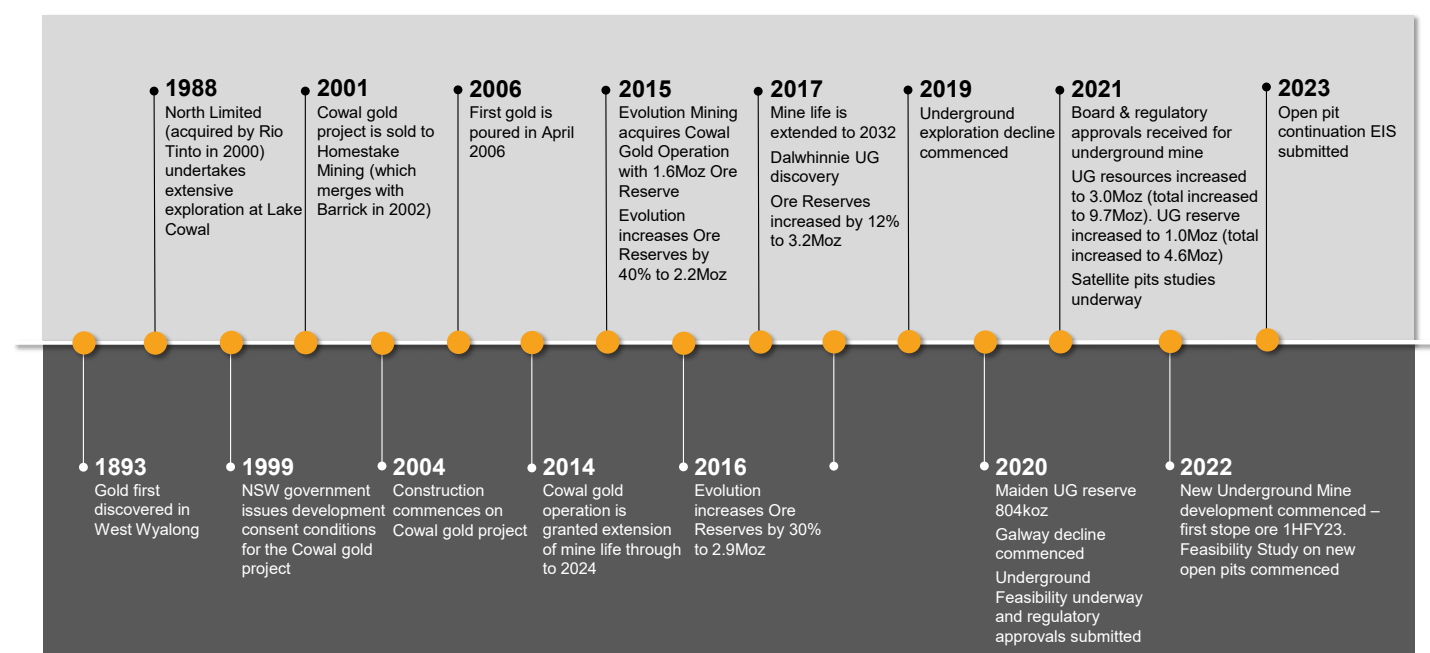 1988
North Limited
(acquired by Rio
Tinto in 2000)
undertakes
extensive
exploration at Lake
Cowal
2001
Cowal gold
project is sold to
Homestake
Mining (which
merges with
Barrick in 2002)
2006
First gold is
poured in April
2006
2015
Evolution Mining
acquires Cowal
Gold Operation
with 1.6Moz Ore
Reserve
Evolution
increases Ore
Reserves by
40% to 2.2Moz
2017
Mine life is
extended to 2032
Dalwhinnie UG
discovery
Ore Reserves
increased by 12%
to 3.2Moz
2019
Underground
exploration decline
commenced
2021
Board & regulatory
approvals received for
underground mine
UG resources increased
to 3.0Moz (total increased
to 9.7Moz). UG reserve
increased to 1.0Moz (total
increased to 4.6Moz)
Satellite pits studies
underway
2023
Open pit
continuation EIS
submitted
1893
Gold first
discovered in
West Wyalong
1999
NSW government
issues development
consent conditions
for the Cowal gold
project
2004
Construction
commences on
Cowal gold project
2014
Cowal gold
operation is
granted extension
of mine life through
to 2024
2016
Evolution
increases Ore
Reserves by 30%
to 2.9Moz
2020
Maiden UG reserve
804koz
Galway decline
commenced
Underground
Feasibility underway
and regulatory
approvals submitted
2022
New Underground Mine
development commenced –
first stope ore 1HFY23.
Feasibility Study on new
open pits commenced